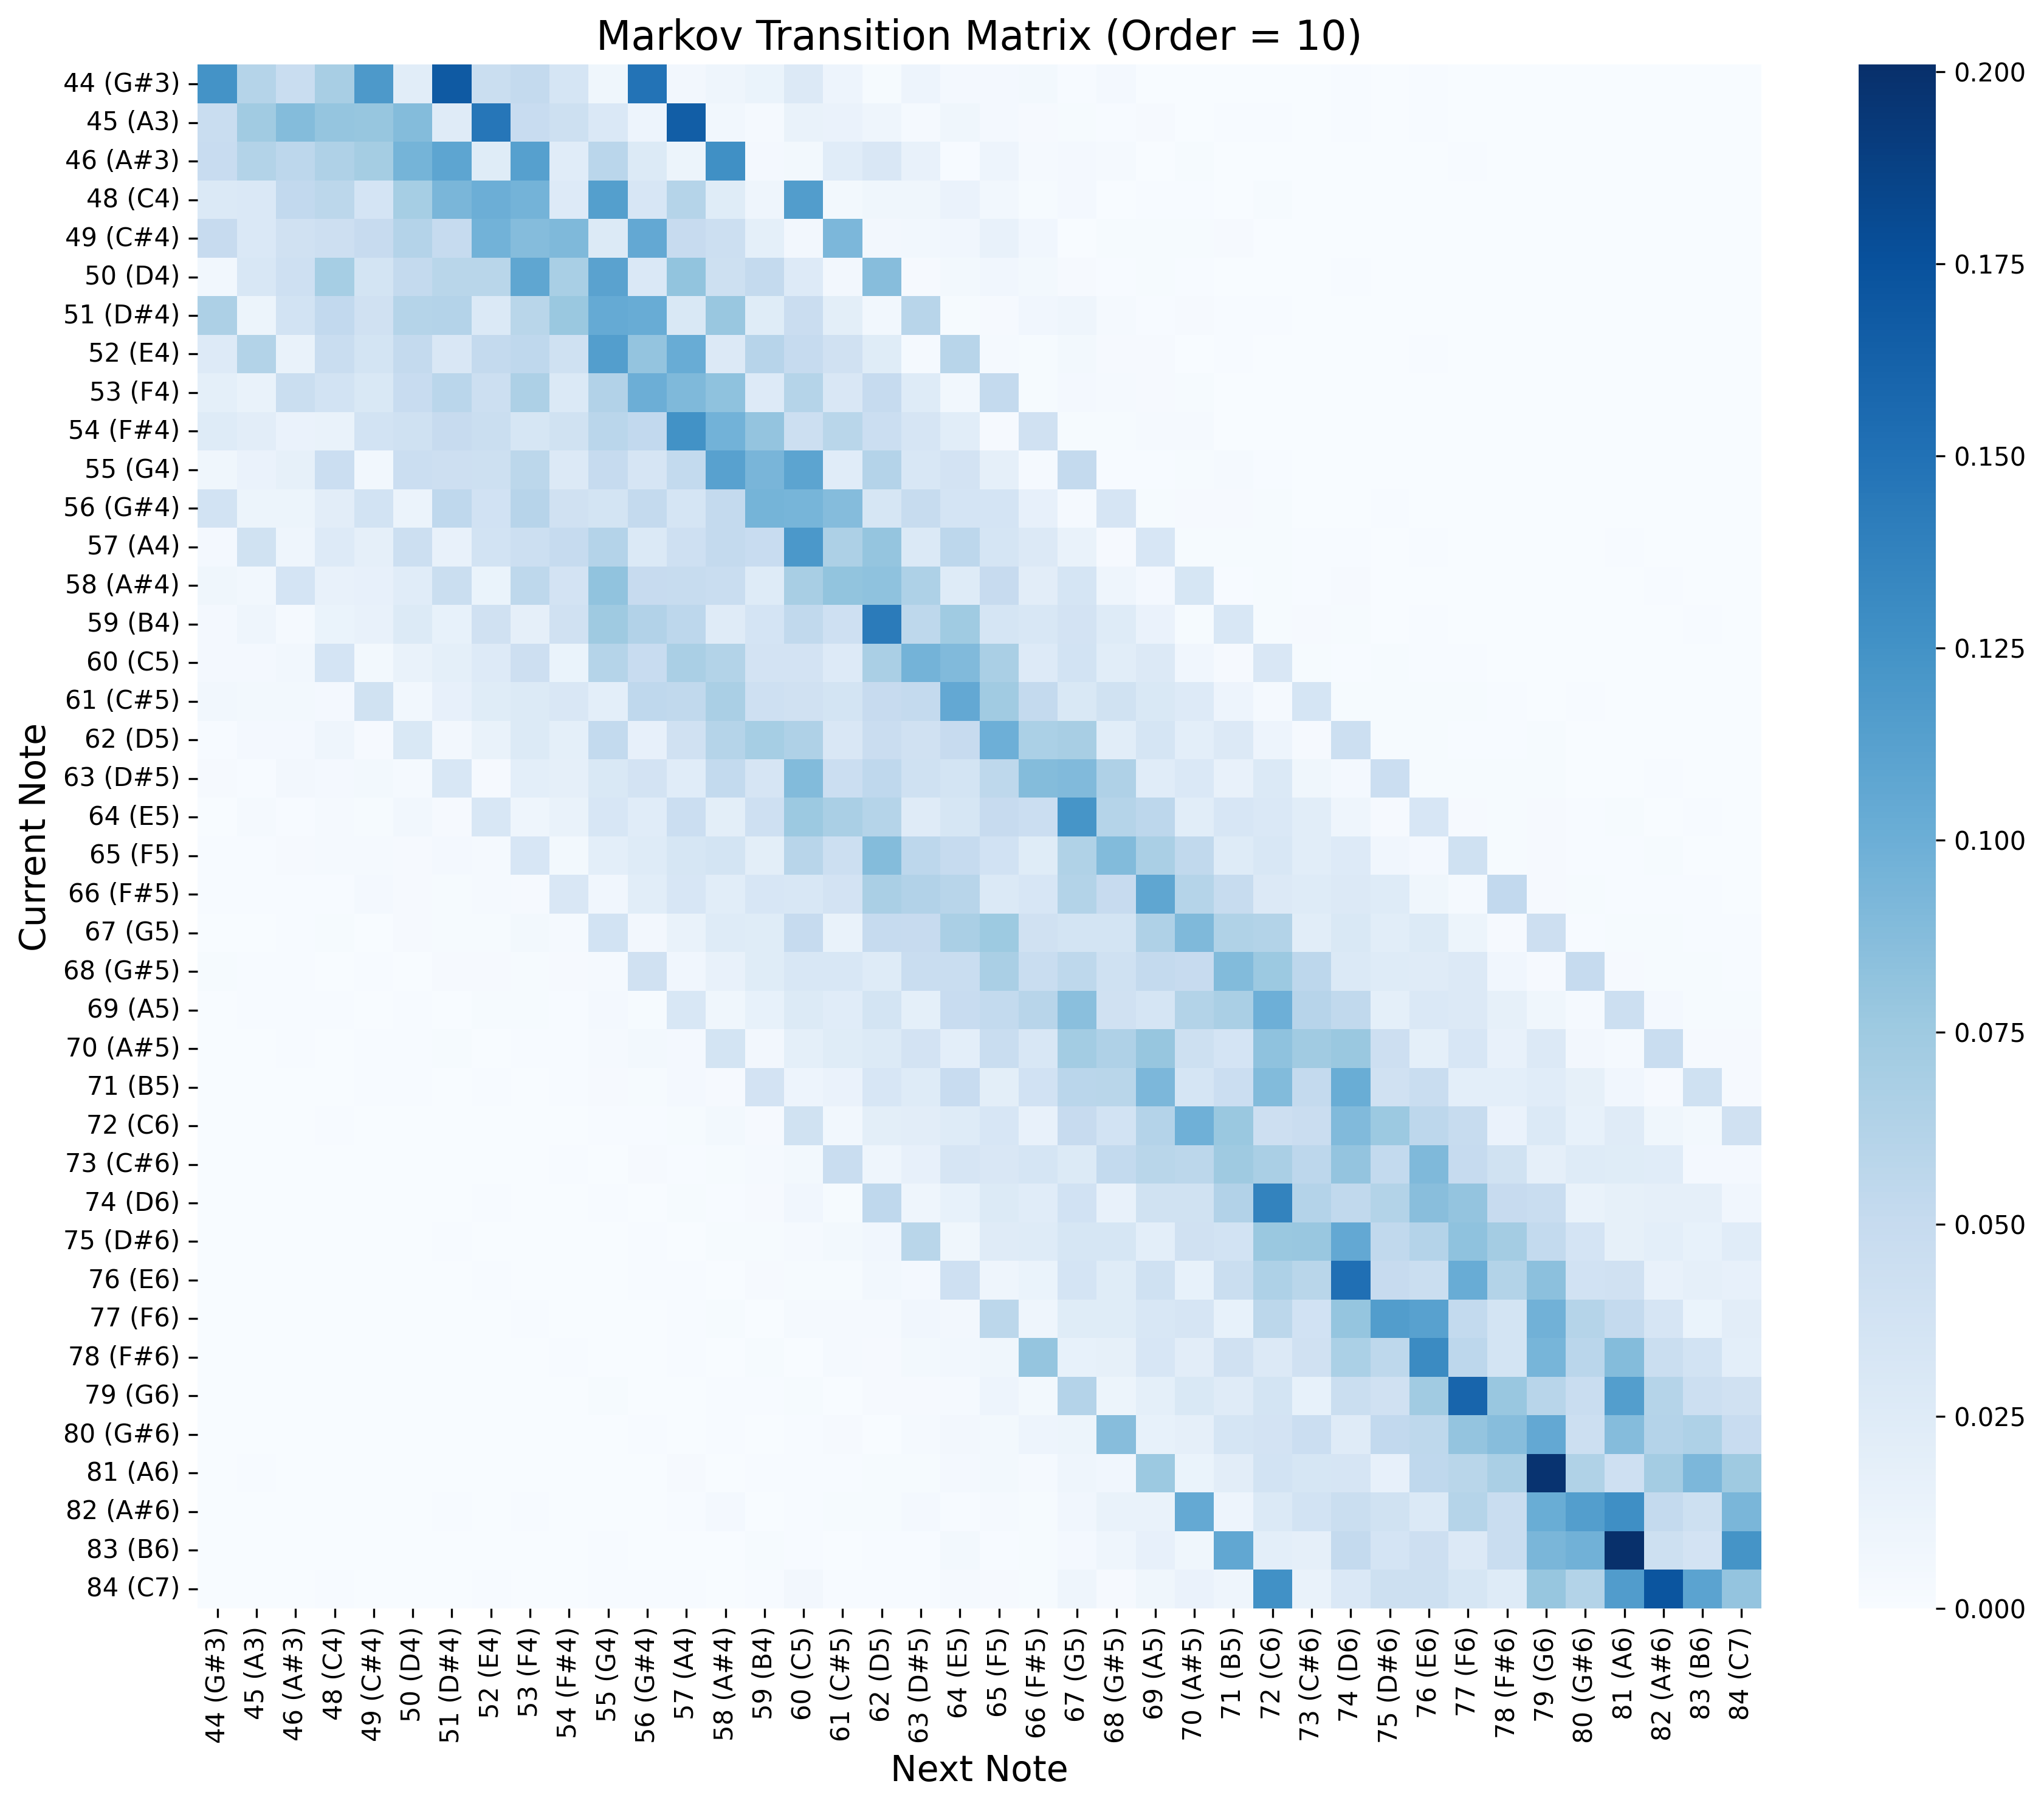 Markov Transition Matrix (Order = 10)
Current Note
44 (G#3)
45 (A3)
46 (A#3)
48 (C4)
49 (C#4)
50 (D4)
51 (D#4)
52 (E4)
53 (F4)
54 (F#4)
55 (G4)
56 (G#4)
57 (A4)
58 (A#4)
59 (B4)
60 (C5)
61 (C#5)
62 (D5)
63 (D#5)
64 (E5)
65 (F5)
66 (F#5)
67 (G5)
68 (G#5)
69 (A5)
70 (A#5)
71 (B5)
72 (C6)
73 (C#6)
74 (D6)
75 (D#6)
76 (E6)
77 (F6)
78 (F#6)
79 (G6)
80 (G#6)
81 (A6)
82 (A#6)
83 (B6)
84 (C7)
44 (G#3)
45 (A3)
46 (A#3)
48 (C4)
49 (C#4)
50 (D4)
51 (D#4)
52 (E4)
53 (F4)
54 (F#4)
55 (G4)
56 (G#4)
57 (A4)
58 (A#4)
59 (B4)
60 (C5)
61 (C#5)
62 (D5)
63 (D#5)
64 (E5)
65 (F5)
66 (F#5)
67 (G5)
68 (G#5)
69 (A5)
70 (A#5)
71 (B5)
72 (C6)
73 (C#6)
74 (D6)
75 (D#6)
76 (E6)
77 (F6)
78 (F#6)
79 (G6)
80 (G#6)
81 (A6)
82 (A#6)
83 (B6)
84 (C7)
Next Note
0.200
0.175
0.150
0.125
0.100
0.075
0.050
0.025
0.000